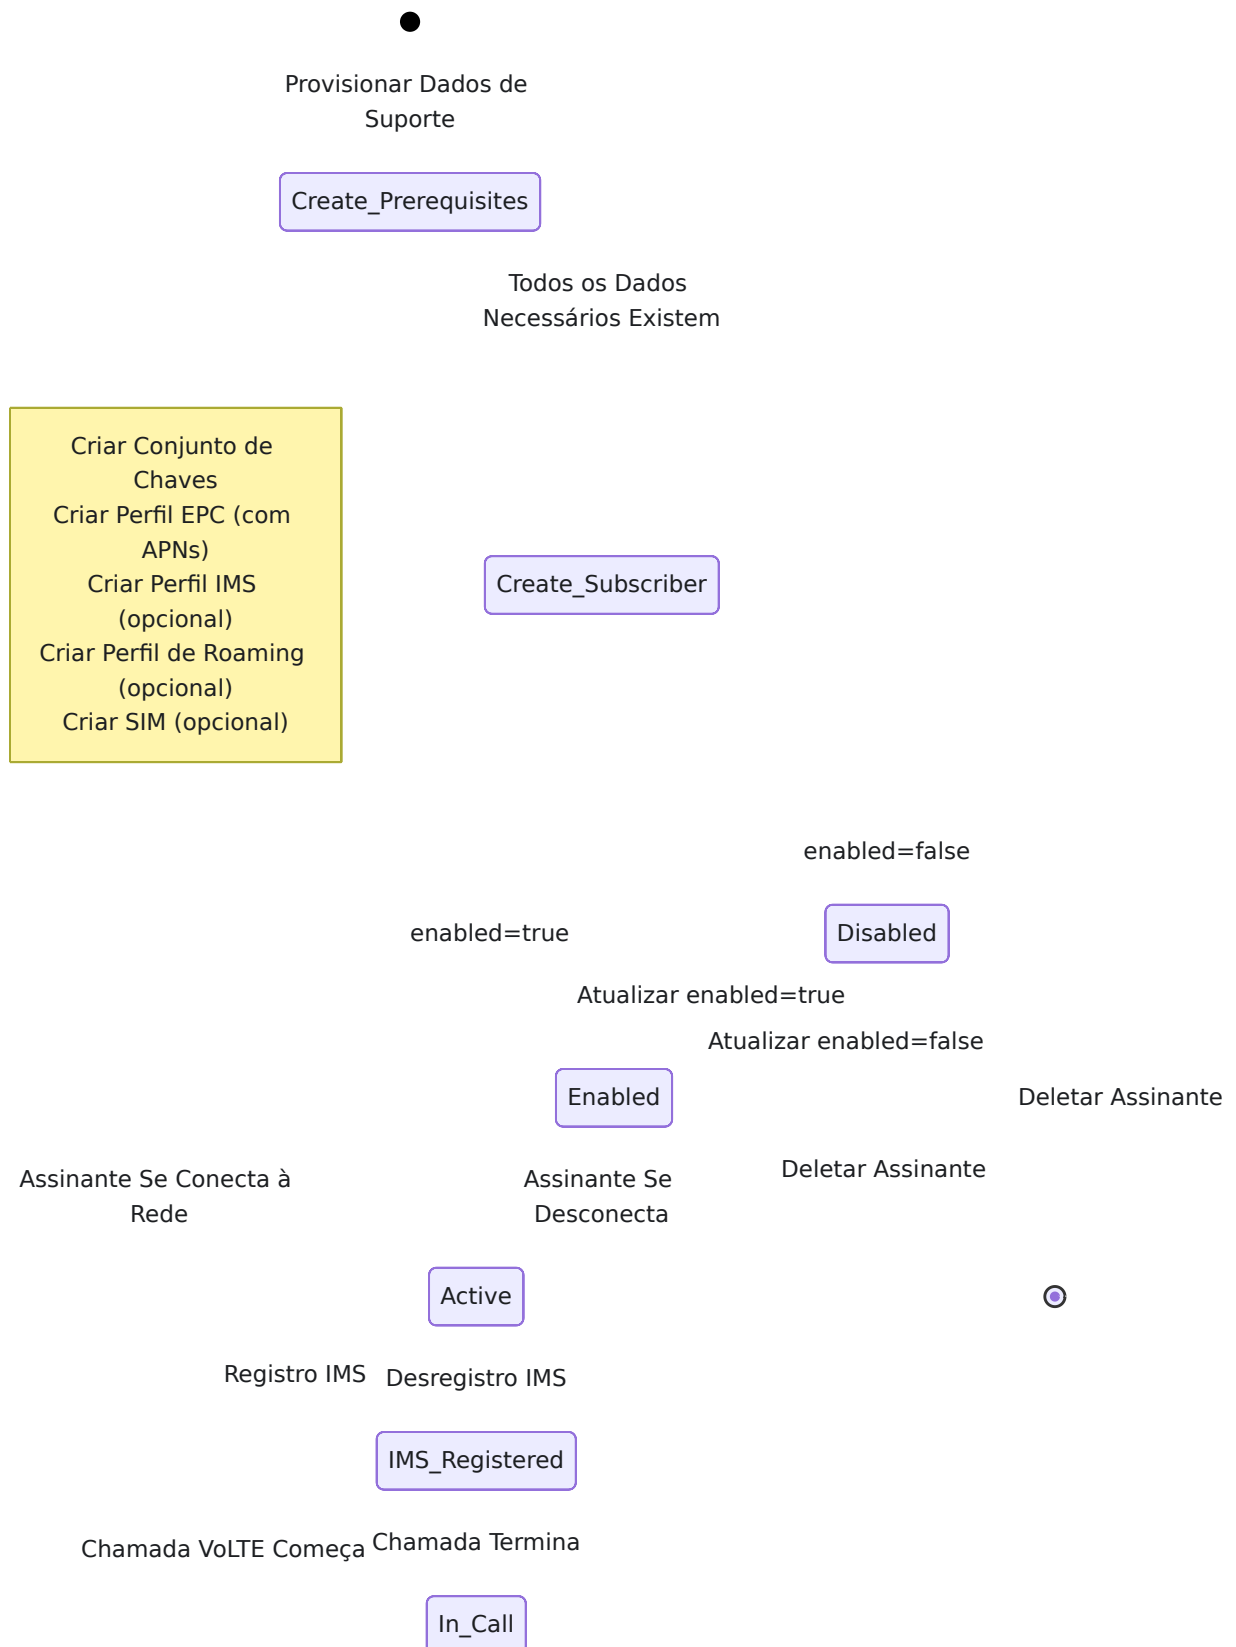 Provisionar Dados de
Suporte
Create_Prerequisites
Todos os Dados
Necessários Existem
Criar Conjunto de
Chaves
Criar Perfil EPC (com
APNs)
Criar Perfil IMS
(opcional)
Criar Perfil de Roaming
(opcional)
Criar SIM (opcional)
Create_Subscriber
enabled=false
enabled=true
Disabled
Atualizar enabled=true
Atualizar enabled=false
Enabled
Deletar Assinante
Assinante Se Conecta à
Rede
Assinante Se
Desconecta
Deletar Assinante
Active
Registro IMS
Desregistro IMS
IMS_Registered
Chamada VoLTE Começa
Chamada Termina
In_Call